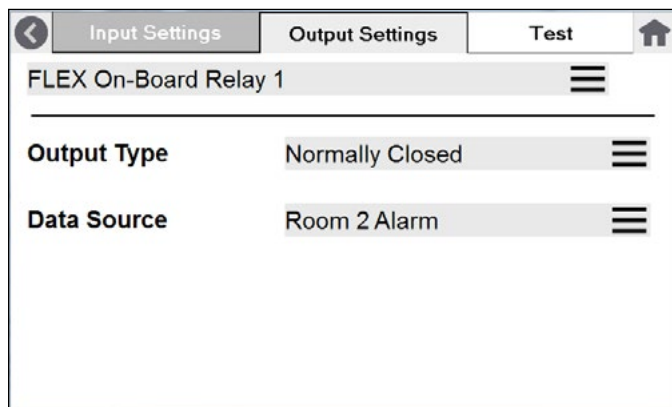 Input Settings Output Settings Test
FLEX On-Board Relay 1
Output Type Normally Closed
Data Source Room 2 Alarm